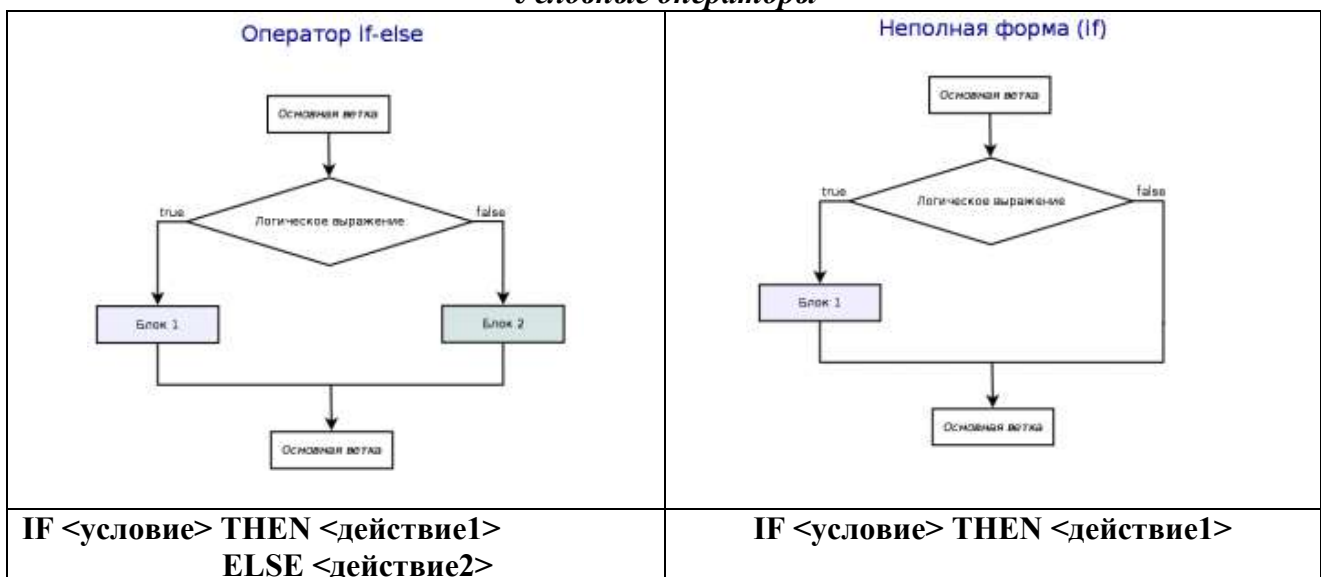 Условные операторы
Оператор if-else
Основная ветка
true
false
Логическое выражение
Блок 1
Блок 2
Основная ветка
IF <условие> THEN <действие1>
ELSE <действие2>
Неполная форма (if)
Основная ветка
true
false
Логическое выражение
Блок 1
Основная ветка
IF <условие> THEN <действие1>